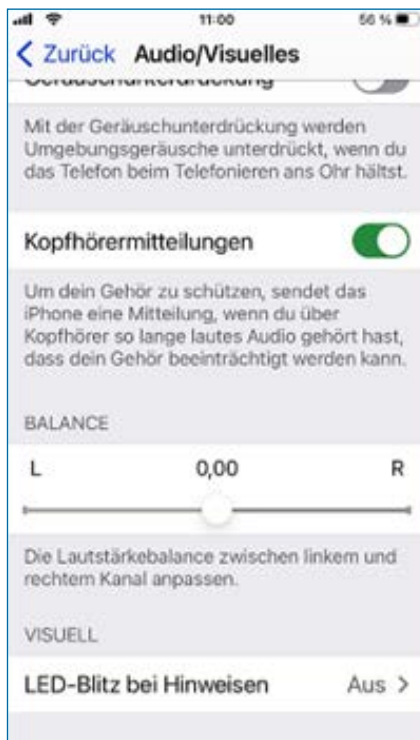 11:00
56 %
Zurück
Audio/Visuelles
Geräuschunterdrückung
Mit der Geräuschunterdrückung werden
Umgebungsgeräusche unterdrückt, wenn du
das Telefon beim Telefonieren ans Ohr hältst.
Kopfhörermitteilungen
Um dein Gehör zu schützen, sendet das
iPhone eine Mitteilung, wenn du über
Kopfhörer so lange lautes Audio gehört hast,
dass dein Gehör beeinträchtigt werden kann.
BALANCE
L 0,00 R
Die Lautstärkebalance zwischen linkem und
rechtem Kanal anpassen.
VISUELL
LED-Blitz bei Hinweisen Aus